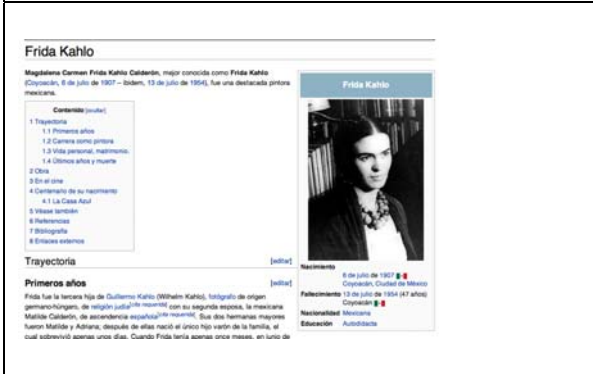 Frida Kahlo
Magdalena Carmen Frida Kahlo Calderón, mejor conocida como Frida Kahlo
(Coyoacán, 6 de julio de 1907 – ibidem, 13 de julio de 1954), fue una destacada pintora
mexicana.
Contenido [ocultar]
1 Trayectoria
1.1 Primeros años
1.2 Carrera como pintora
1.3 Vida personal, matrimonio.
1.4 Últimos años y muerte
2 Obra
3 En el cine
4 Centenario de su nacimiento
4.1 La Casa Azul
5 Véase también
6 Referencias
7 Bibliografía
8 Enlaces externos
Trayectoria [editar]
Primeros años [editar]
Frida fue la tercera hija de Guillermo Kahlo (Wilhelm Kahlo), fotógrafo de origen
germano-húngaro, de religión judía[cita requerida] con su segunda esposa, la mexicana
Matilde Calderón, de ascendencia española[cita requerida]. Sus dos hermanas mayores
fueron Matilde y Adriana; después de ellas nació el único hijo varón de la familia, el
cual sobrevivió apenas unos días. Cuando Frida tenía apenas once meses, en junio de
Frida Kahlo
Nacimiento
6 de julio de 1907
Coyoacán, Ciudad de México
Fallecimiento 13 de julio de 1954 (47 años)
Coyoacán
Nacionalidad Mexicana
Educación Autodidacta